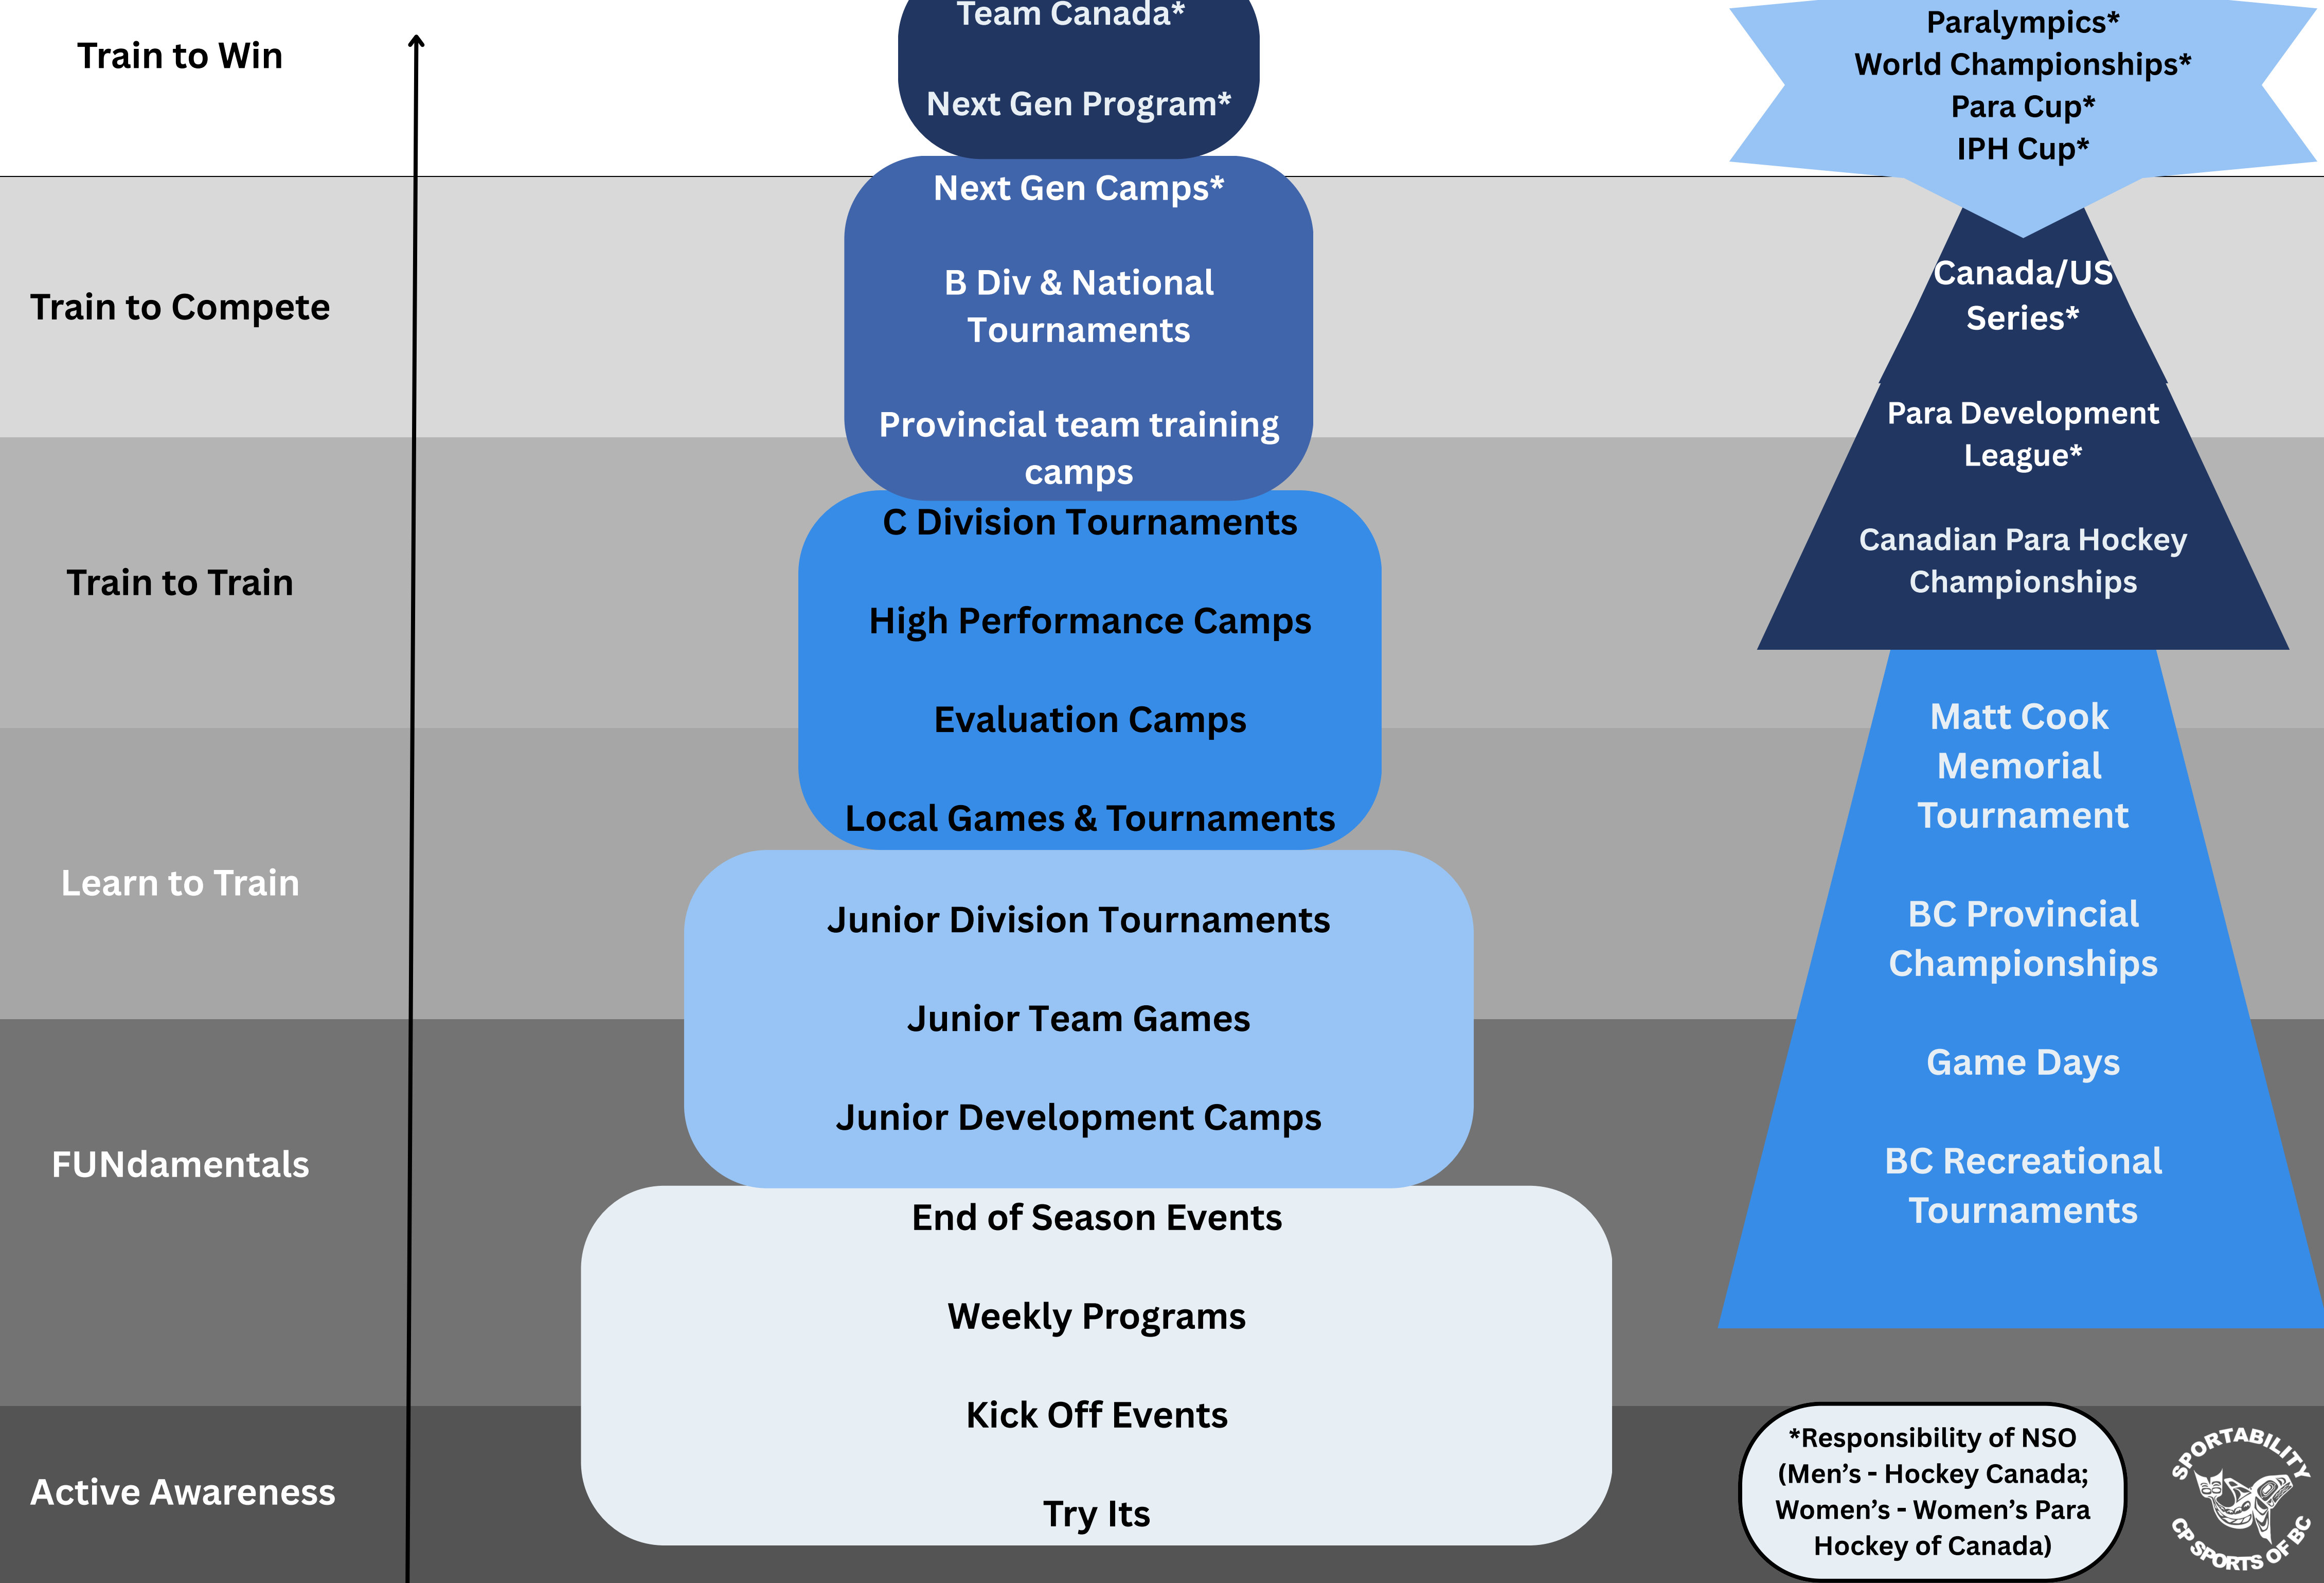 Train to Win
Train to Compete
Train to Train
Learn to Train
FUNdamentals
Active Awareness
Team Canada*
Next Gen Program*
Next Gen Camps*
B Div & National
Tournaments
Provincial team training
camps
C Division Tournaments
High Performance Camps
Evaluation Camps
Local Games & Tournaments
Junior Division Tournaments
Junior Team Games
Junior Development Camps
End of Season Events
Weekly Programs
Kick Off Events
Try Its
Paralympics*
World Championships*
Para Cup*
IPH Cup*
Canada/US
Series*
Para Development
League*
Canadian Para Hockey
Championships
Matt Cook
Memorial
Tournament
BC Provincial
Championships
Game Days
BC Recreational
Tournaments
*Responsibility of NSO
(Men’s - Hockey Canada;
Women’s - Women’s Para
Hockey of Canada)
SPORTABILITY
CP SPORTS OF BC